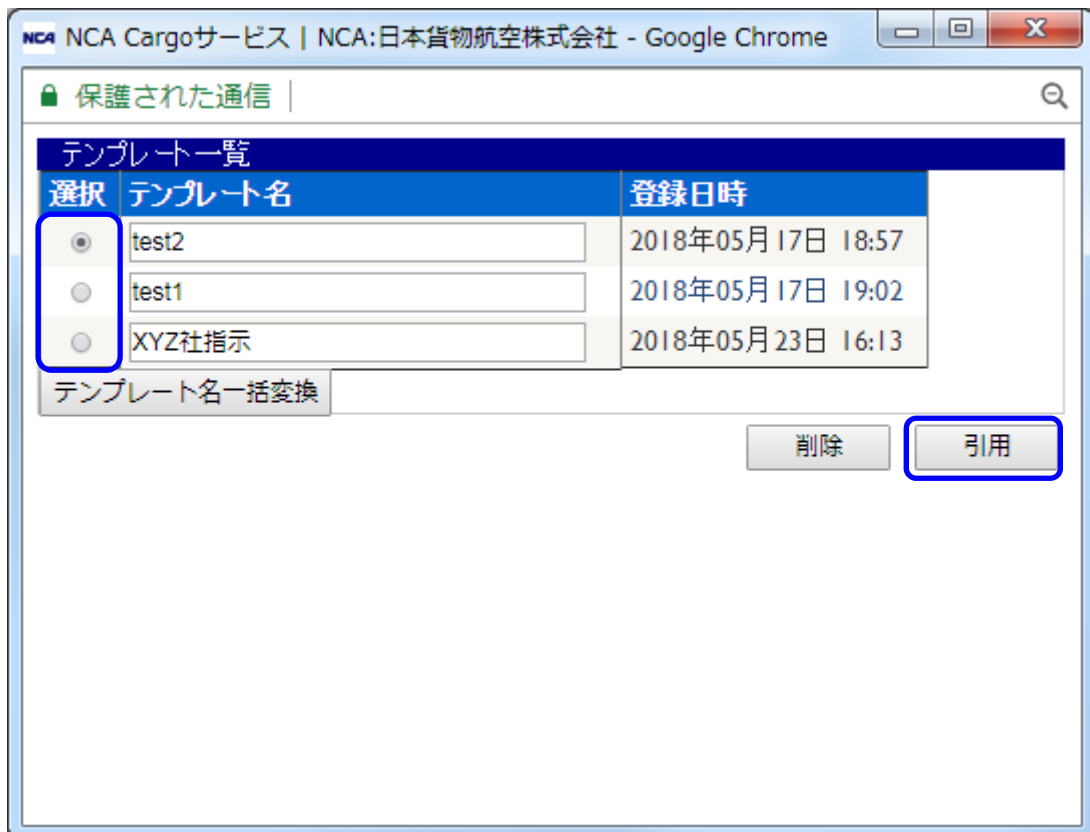 NCA NCA Cargoサービス | NCA:日本貨物航空株式会社 - Google Chrome
保護された通信
テンプレート一覧
選択 テンプレート名 登録日時
test2 2018年05月17日 18:57
test1 2018年05月17日 19:02
XYZ社指示 2018年05月23日 16:13
テンプレート名一括変換
削除 引用